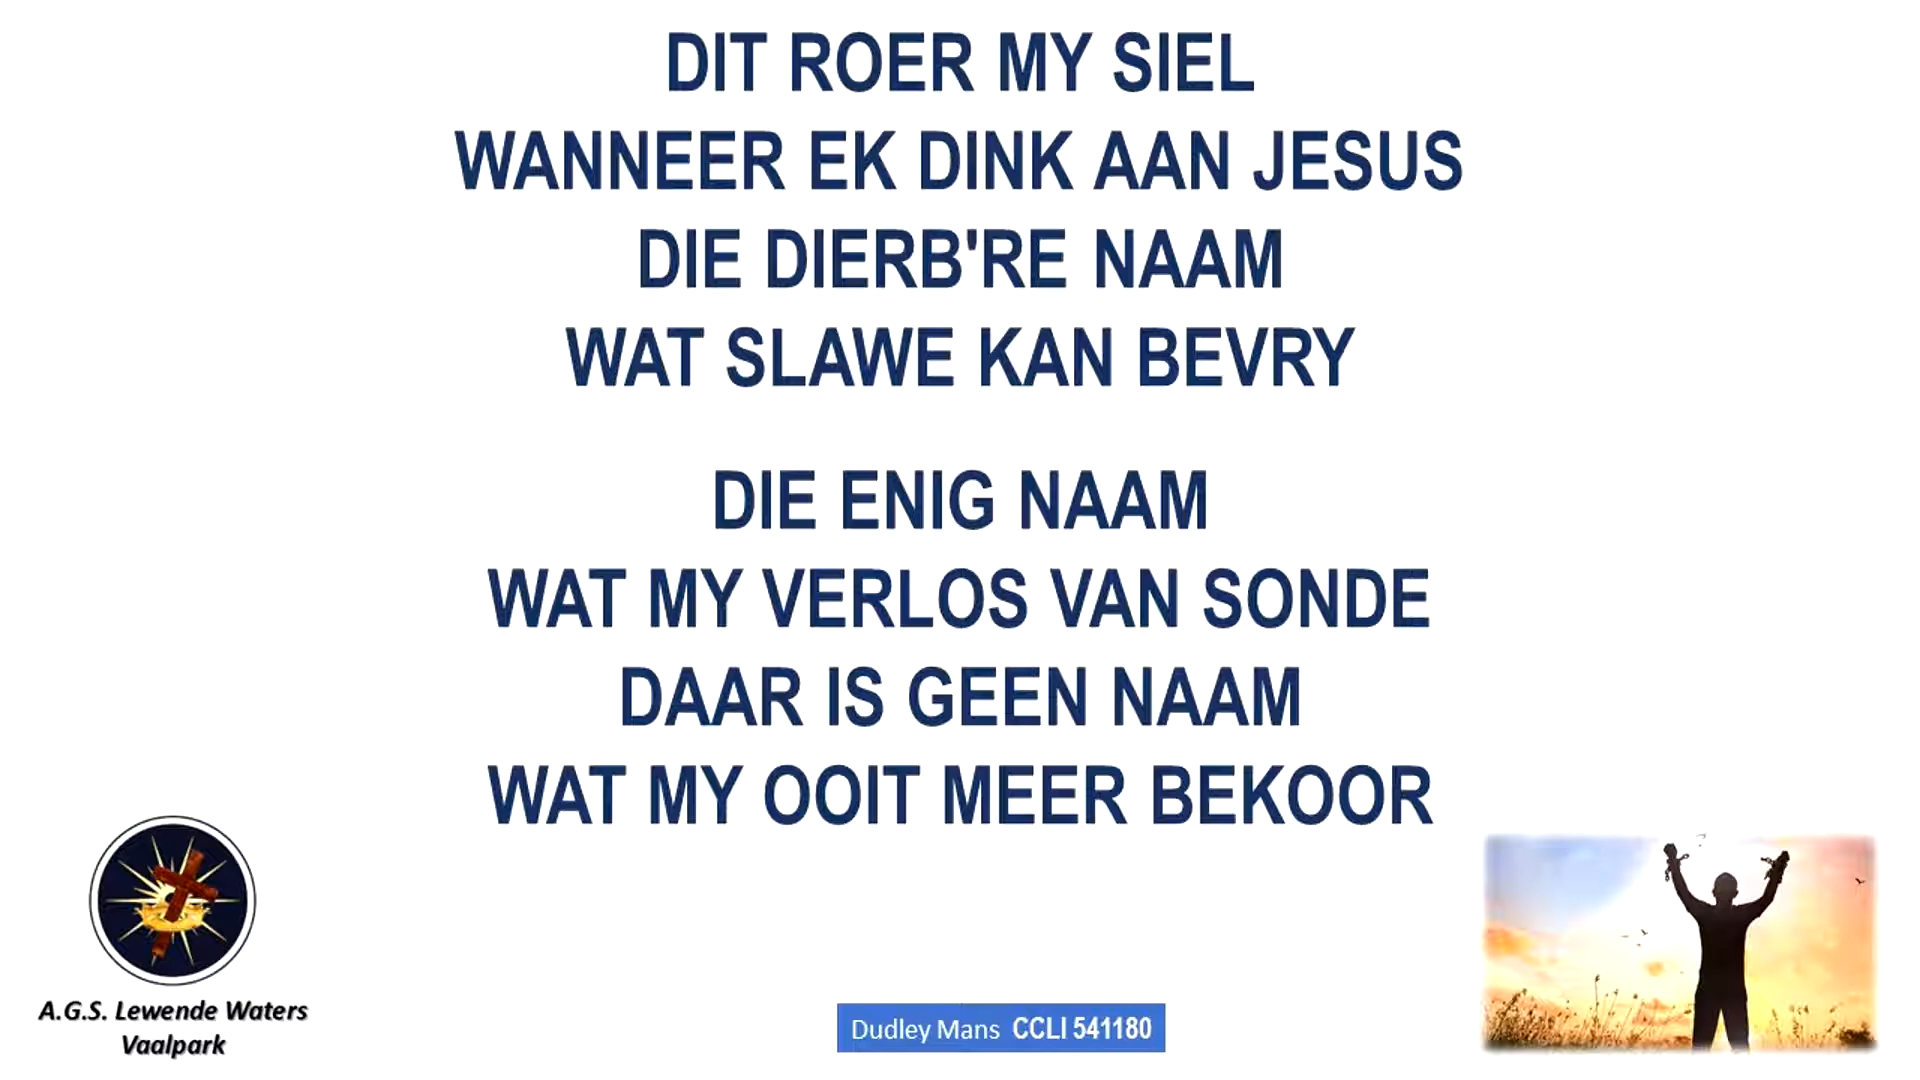 DIT ROER MY SIEL
WANNEER EK DINK AAN JESUS
DIE DIERB'RE NAAM
WAT SLAWE KAN BEVRY
DIE ENIG NAAM
WAT MY VERLOS VAN SONDE
DAAR IS GEEN NAAM
WAT MY OOIT MEER BEKOOR
A.G.S. Lewende Waters
Vaalpark
Dudley Mans CCLI 541180